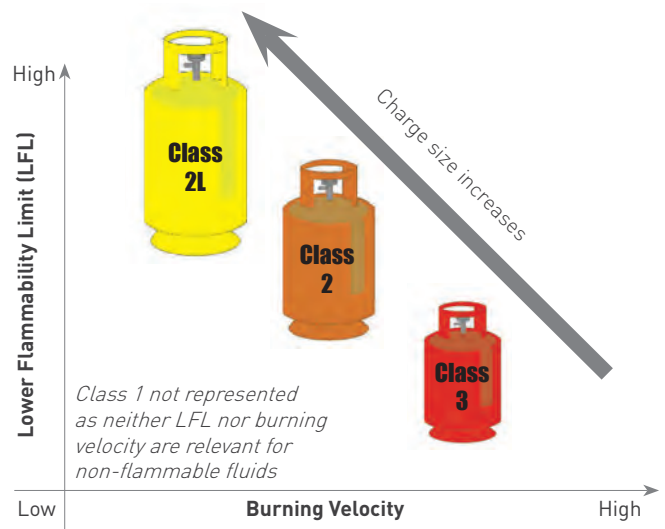 High
Lower Flammability Limit (LFL)
Class
2L
Class
2
Class
3
Charge size increases
Class 1 not represented
as neither LFL nor burning
velocity are relevant for
non-flammable fluids
Low
Burning Velocity
High